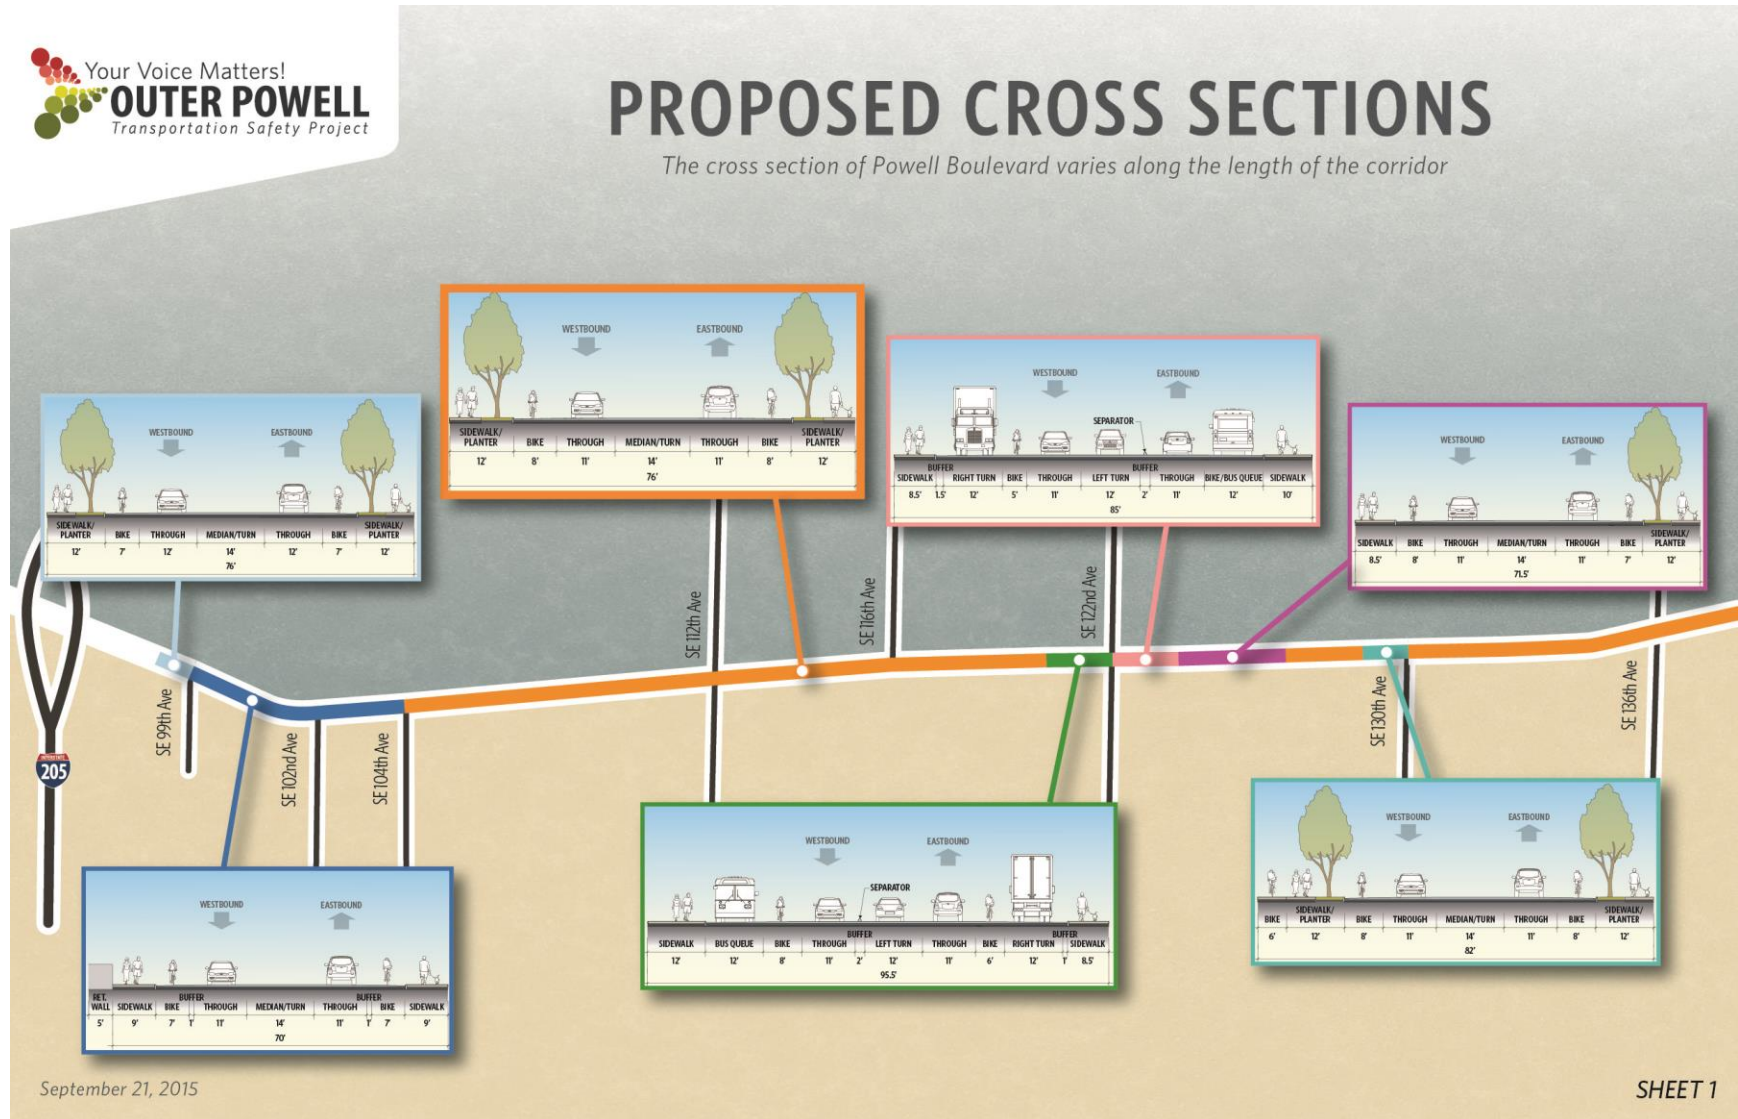 Your Voice Matters!
OUTER POWELL
Transportation Safety Project
PROPOSED CROSS SECTIONS
The cross section of Powell Boulevard varies along the length of the corridor
WESTBOUND EASTBOUND
SIDEWALK/ PLANTER BIKE THROUGH MEDIAN/TURN THROUGH BIKE SIDEWALK/ PLANTER
12' 7' 12' 14' 12' 7' 12'
76'
WESTBOUND EASTBOUND
SIDEWALK/ PLANTER BIKE THROUGH MEDIAN/TURN THROUGH BIKE SIDEWALK/ PLANTER
12' 8' 11' 14' 11' 8' 12'
76'
WESTBOUND EASTBOUND
SEPARATOR
BUFFER BUFFER
SIDEWALK RIGHT TURN BIKE THROUGH LEFT TURN THROUGH BIKE/BUS QUEUE SIDEWALK
8.5' 1.5' 12' 5' 11' 12' 2' 11' 12' 10'
85'
WESTBOUND EASTBOUND
SIDEWALK BIKE THROUGH MEDIAN/TURN THROUGH BIKE SIDEWALK/ PLANTER
8.5' 8' 11' 14' 11' 7' 12'
71.5'
SE 99th Ave
SE 102nd Ave
SE 104th Ave
SE 112th Ave
SE 116th Ave
SE 122nd Ave
SE 130th Ave
SE 136th Ave
INTERSTATE
205
WESTBOUND EASTBOUND
BUFFER BUFFER
RET. WALL SIDEWALK BIKE THROUGH MEDIAN/TURN THROUGH BIKE SIDEWALK
5' 9' 7' 1' 11' 14' 11' 1' 7' 9'
70'
WESTBOUND EASTBOUND
SEPARATOR
BUFFER BUFFER
SIDEWALK BUS QUEUE BIKE THROUGH LEFT TURN THROUGH BIKE RIGHT TURN SIDEWALK
12' 12' 8' 11' 2' 12' 11' 6' 12' 1' 8.5'
95.5'
WESTBOUND EASTBOUND
BIKE SIDEWALK/ PLANTER BIKE THROUGH MEDIAN/TURN THROUGH BIKE SIDEWALK/ PLANTER
6' 12' 8' 11' 14' 11' 8' 12'
82'
September 21, 2015
SHEET 1